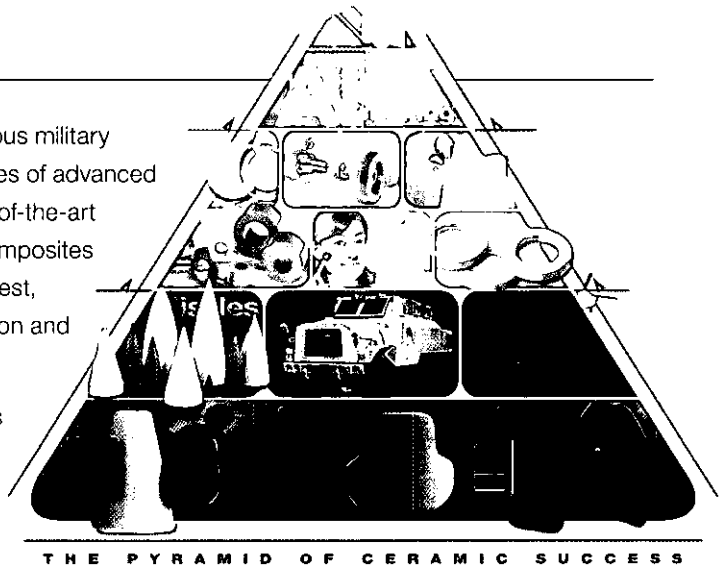 ous military
es of advanced
of-the-art
mposites
est,
on and
s
THE PYRAMID OF CERAMIC SUCCESS